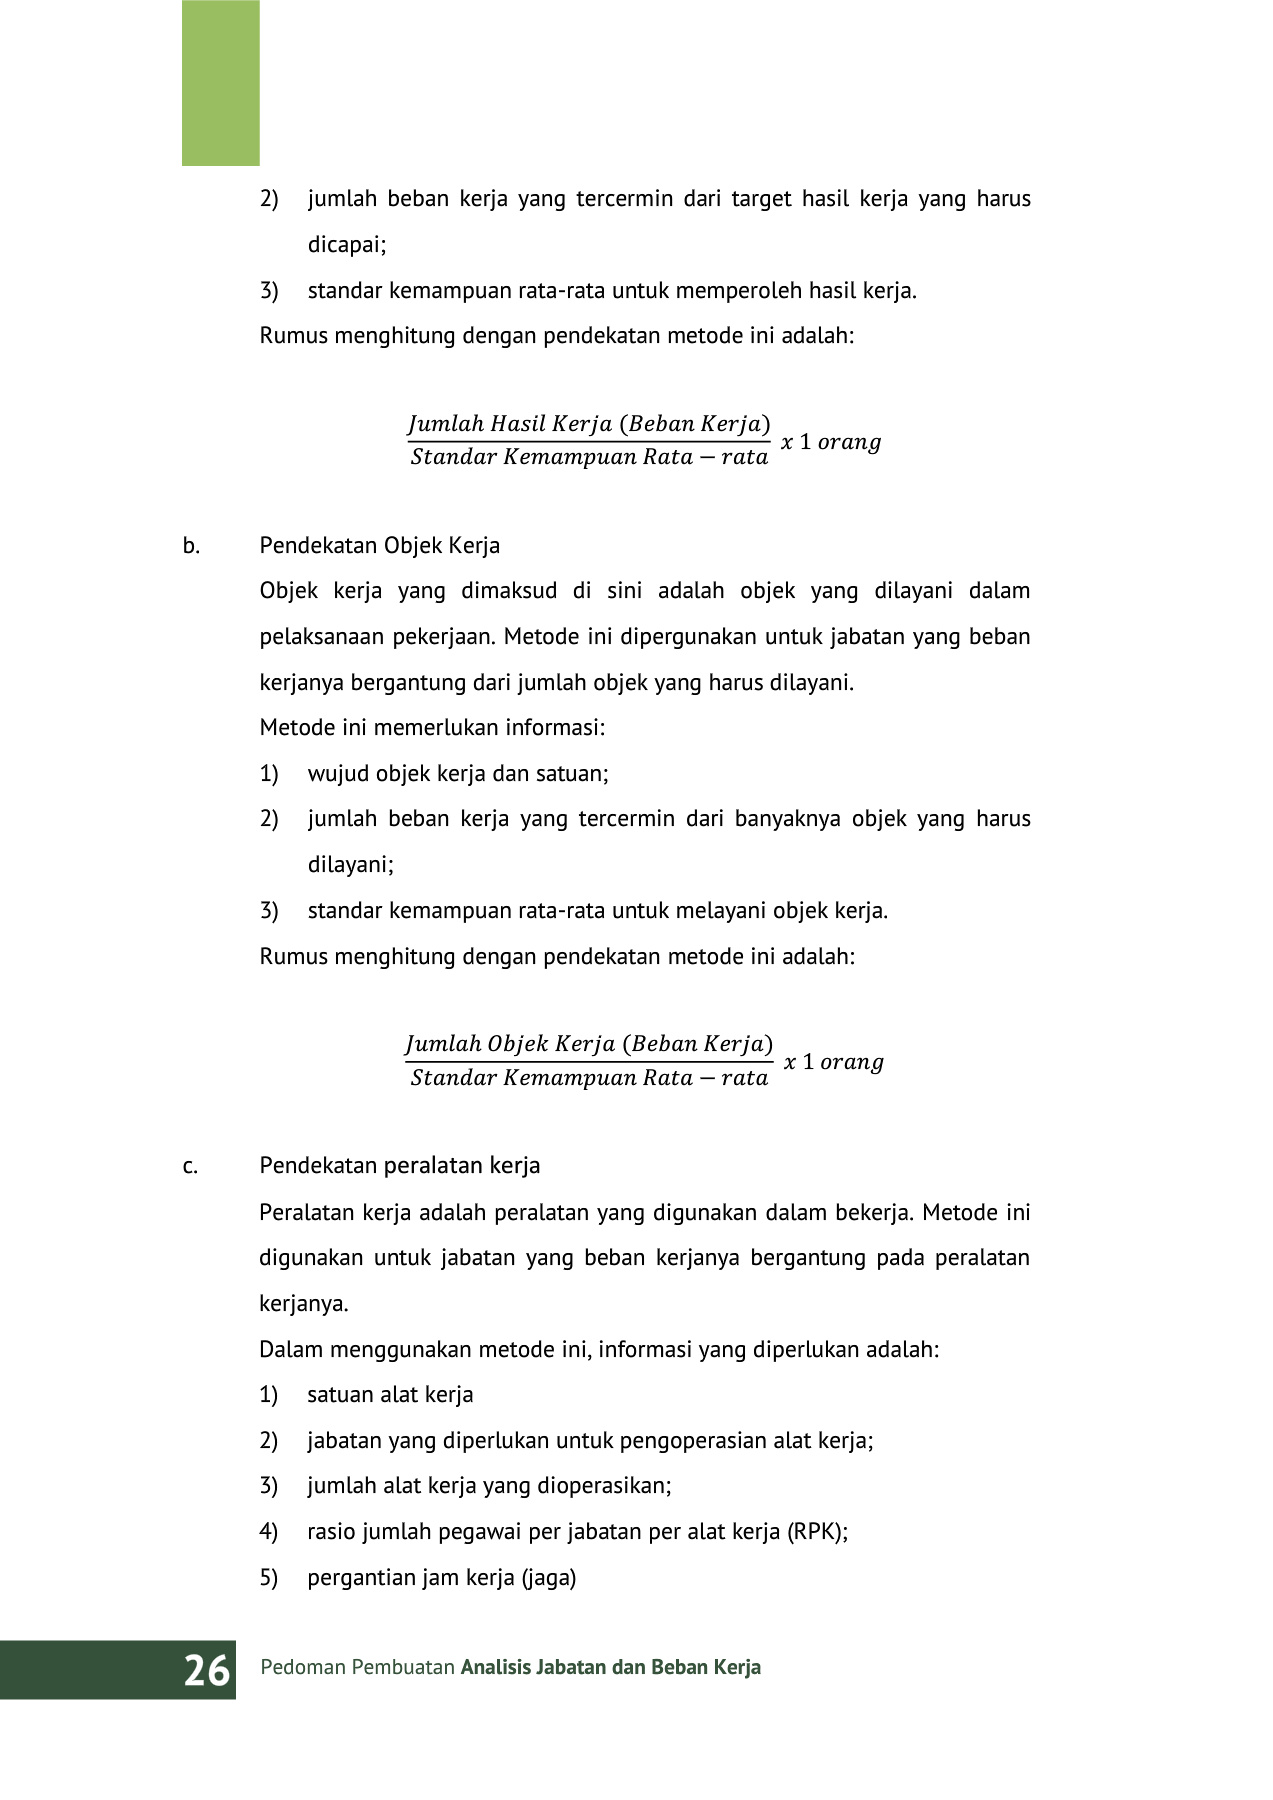 2) jumlah beban kerja yang tercermin dari target hasil kerja yang harus
dicapai;
3) standar kemampuan rata-rata untuk memperoleh hasil kerja.
Rumus menghitung dengan pendekatan metode ini adalah:
Jumlah Hasil Kerja (Beban Kerja)
Standar Kemampuan Rata − rata
x 1 orang
b. Pendekatan Objek Kerja
Objek kerja yang dimaksud di sini adalah objek yang dilayani dalam
pelaksanaan pekerjaan. Metode ini dipergunakan untuk jabatan yang beban
kerjanya bergantung dari jumlah objek yang harus dilayani.
Metode ini memerlukan informasi:
1) wujud objek kerja dan satuan;
2) jumlah beban kerja yang tercermin dari banyaknya objek yang harus
dilayani;
3) standar kemampuan rata-rata untuk melayani objek kerja.
Rumus menghitung dengan pendekatan metode ini adalah:
Jumlah Objek Kerja (Beban Kerja)
Standar Kemampuan Rata − rata
x 1 orang
c. Pendekatan peralatan kerja
Peralatan kerja adalah peralatan yang digunakan dalam bekerja. Metode ini
digunakan untuk jabatan yang beban kerjanya bergantung pada peralatan
kerjanya.
Dalam menggunakan metode ini, informasi yang diperlukan adalah:
1) satuan alat kerja
2) jabatan yang diperlukan untuk pengoperasian alat kerja;
3) jumlah alat kerja yang dioperasikan;
4) rasio jumlah pegawai per jabatan per alat kerja (RPK);
5) pergantian jam kerja (jaga)
26 Pedoman Pembuatan Analisis Jabatan dan Beban Kerja